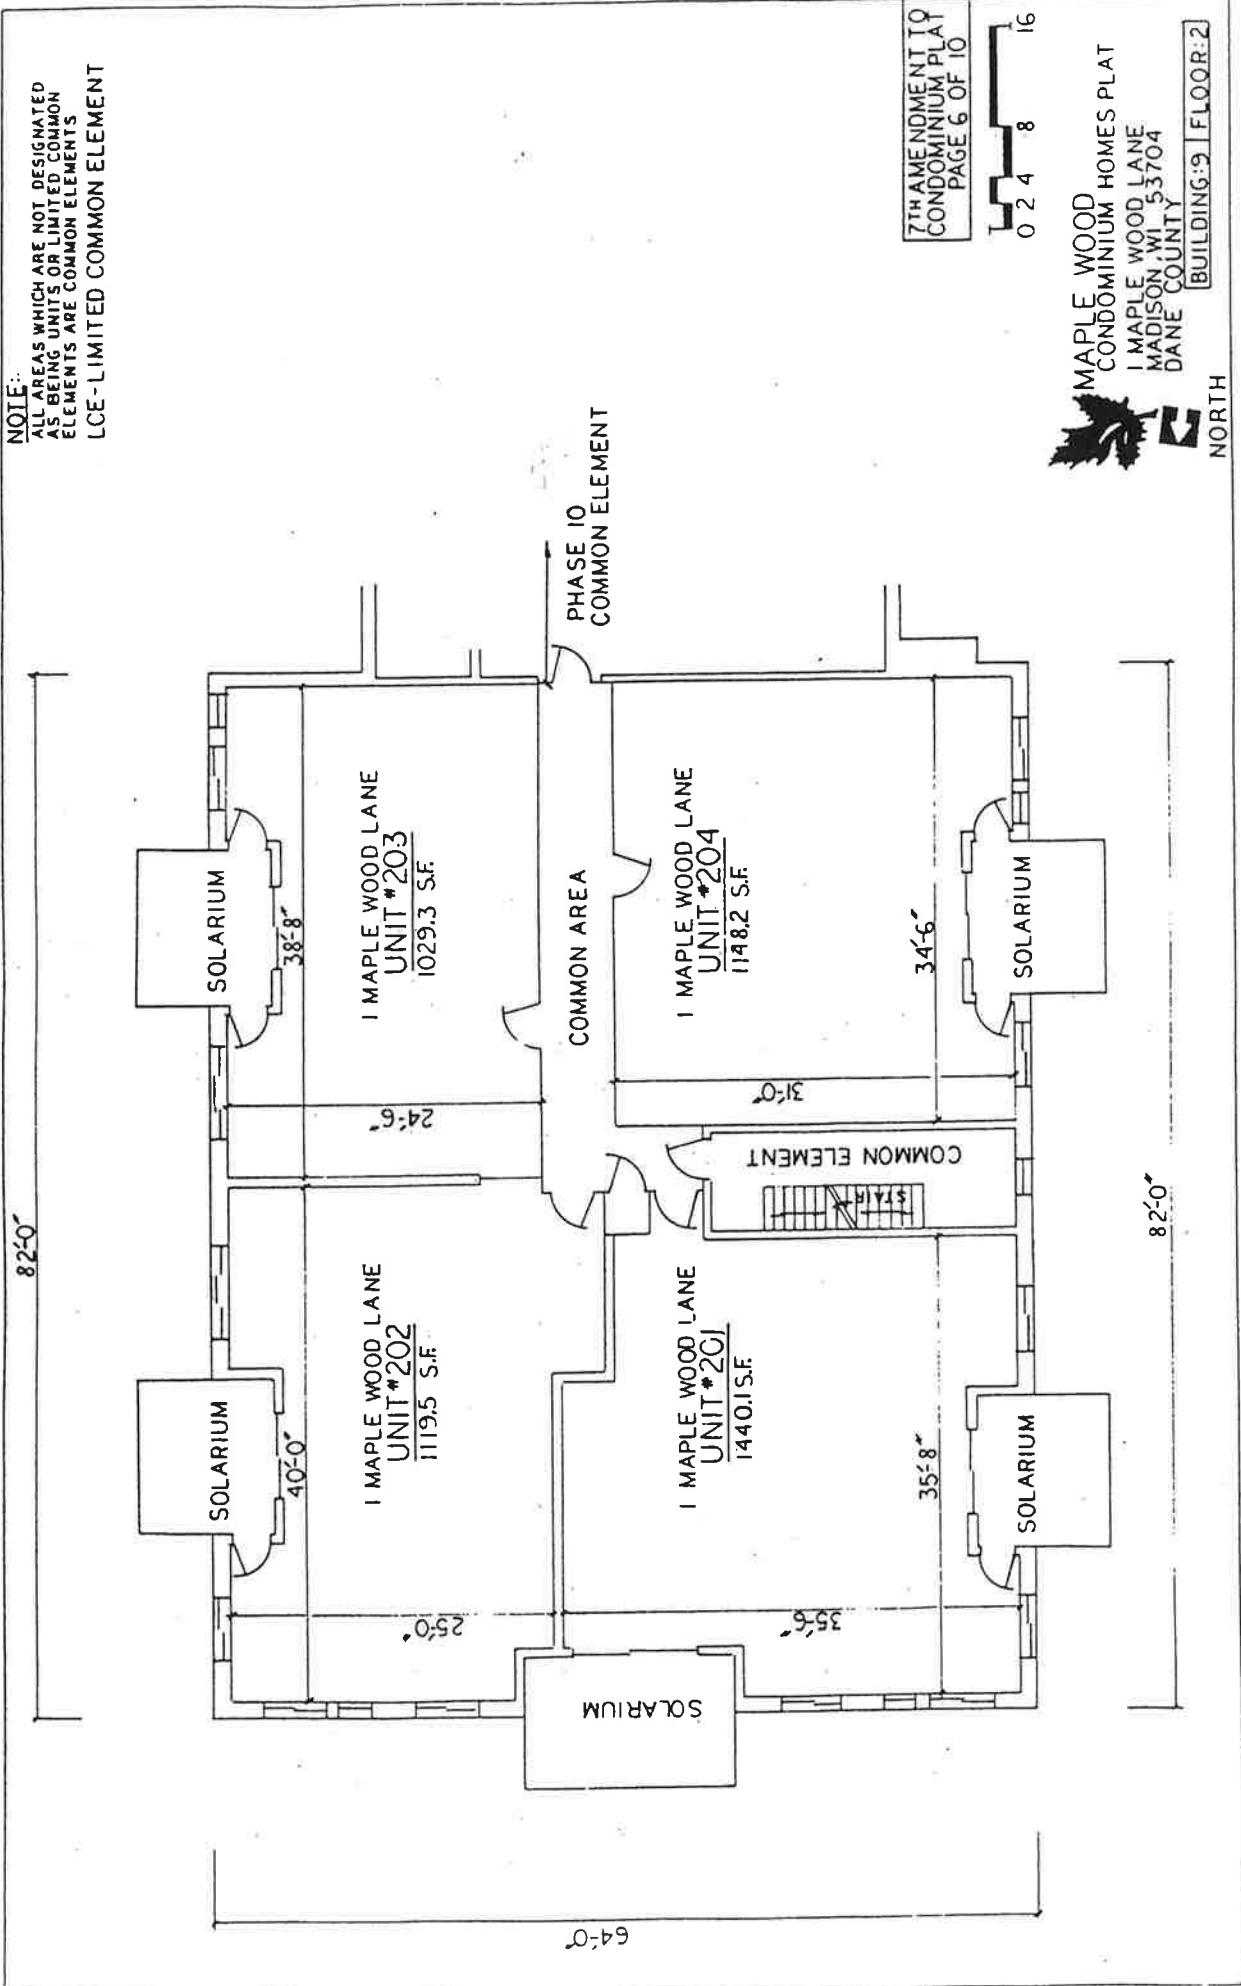 NOTE:
ALL AREAS WHICH ARE NOT DESIGNATED
AS BEING UNITS OR LIMITED COMMON
ELEMENTS ARE COMMON ELEMENTS
LCE-LIMITED COMMON ELEMENT
82'-0"
SOLARIUM
SOLARIUM
40'-0"
38'-8"
25'-0"
24'-6"
1 MAPLE WOOD LANE
UNIT #202
1119.5 S.F.
1 MAPLE WOOD LANE
UNIT #203
1029.3 S.F.
COMMON AREA
PHASE 10
COMMON ELEMENT
SOLARIUM
64'-0"
1 MAPLE WOOD LANE
UNIT #201
1440.1 S.F.
1 MAPLE WOOD LANE
UNIT #204
1148.2 S.F.
COMMON ELEMENT
STAIR
35'-6"
31'-0"
35'-8"
34'-6"
SOLARIUM
SOLARIUM
82'-0"
7TH AMENDMENT TO
CONDOMINIUM PLAT
PAGE 6 OF 10
0 2 4 8 16
MAPLE WOOD
CONDOMINIUM HOMES PLAT
1 MAPLE WOOD LANE
MADISON, WI 53704
DANE COUNTY
BUILDING:9 FLOOR:2
NORTH